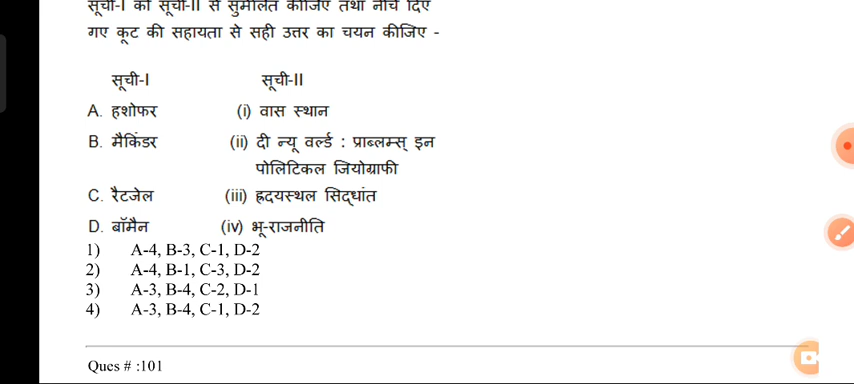 सूची-I को सूची-II से सुमेलित कीजिए तथा नीचे दिए
गए कूट की सहायता से सही उत्तर का चयन कीजिए -
सूची-I सूची-II
A. हशोफर (i) वास स्थान
B. मैकिंडर (ii) दी न्यू वर्ल्ड : प्राब्लम्स् इन
पोलिटिकल जियोग्राफी
C. रैटजेल (iii) ह्रदयस्थल सिद्धांत
D. बॉमैन (iv) भू-राजनीति
1) A-4, B-3, C-1, D-2
2) A-4, B-1, C-3, D-2
3) A-3, B-4, C-2, D-1
4) A-3, B-4, C-1, D-2
Ques # :101